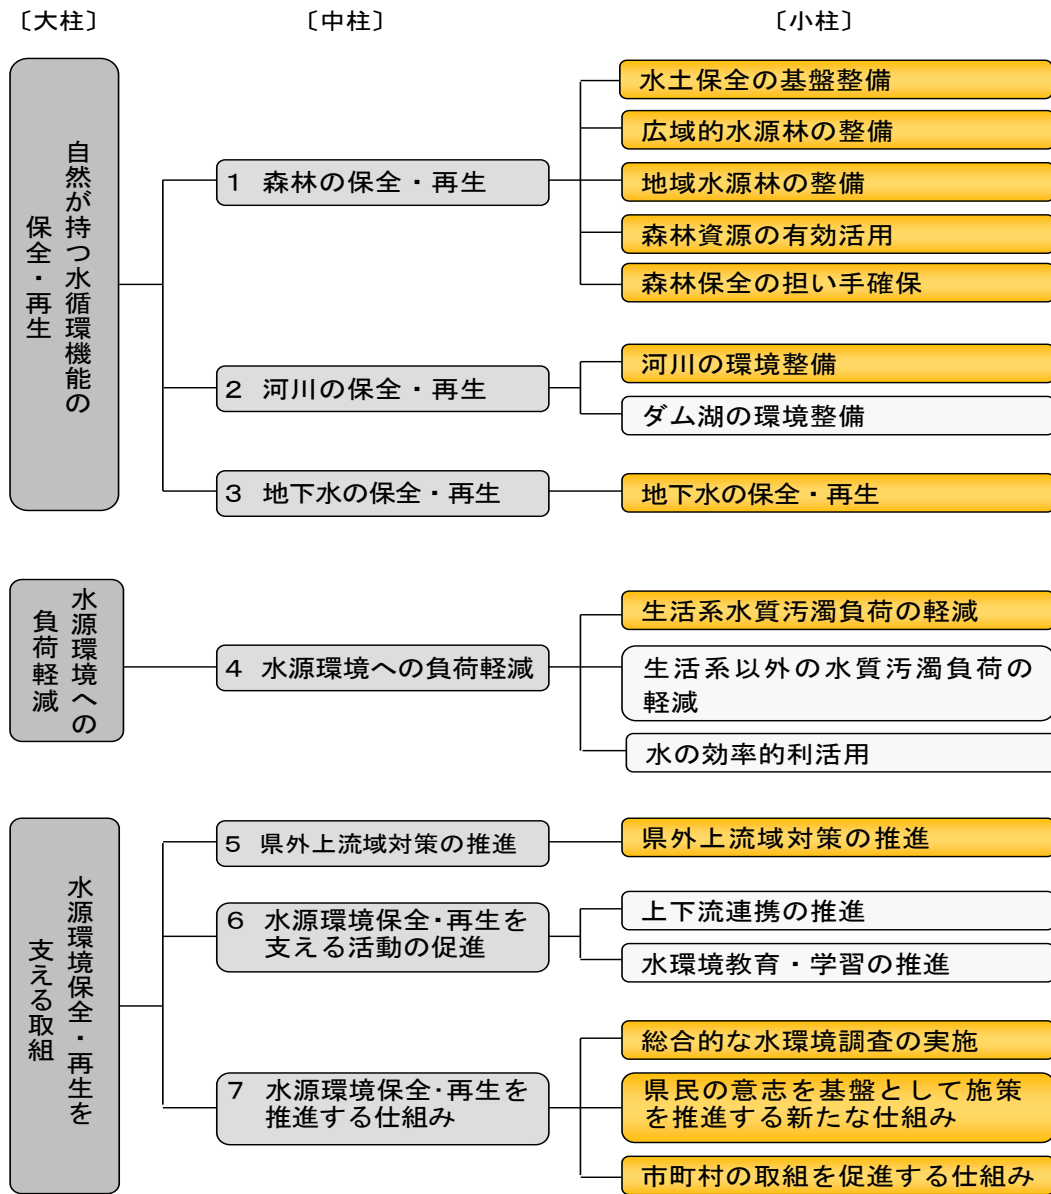 〔大柱〕
〔中柱〕
〔小柱〕
自然が持つ水循環機能の
保全・再生
1 森林の保全・再生
水土保全の基盤整備
広域的水源林の整備
地域水源林の整備
森林資源の有効活用
森林保全の担い手確保
2 河川の保全・再生
河川の環境整備
ダム湖の環境整備
3 地下水の保全・再生
地下水の保全・再生
水源環境への
負荷軽減
4 水源環境への負荷軽減
生活系水質汚濁負荷の軽減
生活系以外の水質汚濁負荷の
軽減
水の効率的利活用
水源環境保全・再生を
支える取組
5 県外上流域対策の推進
県外上流域対策の推進
6 水源環境保全・再生を
支える活動の促進
上下流連携の推進
水環境教育・学習の推進
7 水源環境保全・再生を
推進する仕組み
総合的な水環境調査の実施
県民の意志を基盤として施策
を推進する新たな仕組み
市町村の取組を促進する仕組み